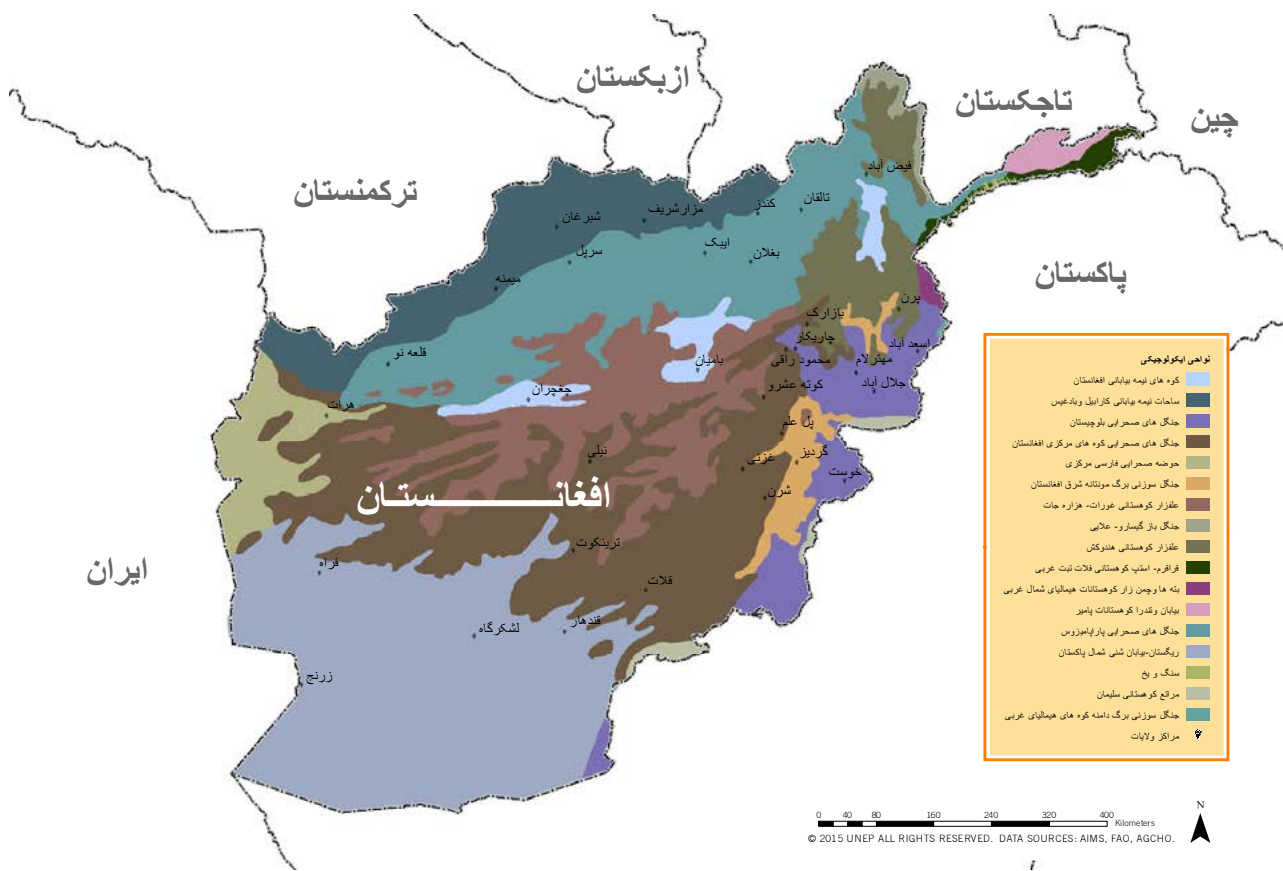 ازبکستان
تاجکستان
چین
ترکمنستان
پاکستان
ایران
افغانـــــــــــستـــان
فیض آباد
تالقان
کندز
مزارشریف
شبرغان
ایبک
بغلان
سرپل
میمنه
قلعه نو
پرن
بازارک
چاریکار
اسعد آباد
محمود راقی
مهترلام
بامیان
جلال آباد
کوته عشرو
چغچران
هرات
پل علم
گردیز
غزنی
نیلی
خوست
شرن
ترینکوت
فراه
قلات
قندهار
لشکرگاه
زرنج
نواحی ایکولوجیکی
کوه های نیمه بیابانی افغانستان
ساحات نیمه بیابانی کارابیل وبادغیس
جنگل های صحرایی بلوچیستان
جنگل های صحرایی کوه های مرکزی افغانستان
حوضه صحرایی فارسی مرکزی
جنگل سوزنی برگ مونتانه شرق افغانستان
علفزار کوهستانی غورات- هزاره جات
جنگل باز گیسارو- علایی
علفزار کوهستانی هندوکش
قراقرم- استپ کوهستانی فلات تبت غربی
بته ها وچمن زار کوهستانات هیمالیای شمال غربی
بیابان وتندرا کوهستانات پامیر
جنگل های صحرایی پاراپامیزوس
ریگستان-بیابان شنی شمال پاکستان
سنگ و یخ
مراتع کوهستانی سلیمان
جنگل سوزنی برگ دامنه کوه های هیمالیای غربی
مراکز ولایات
0 20 40 80 160 240 320 400
Kilometers
N
© 2015 UNEP ALL RIGHTS RESERVED. DATA SOURCES: AIMS, FAO, AGCHO.